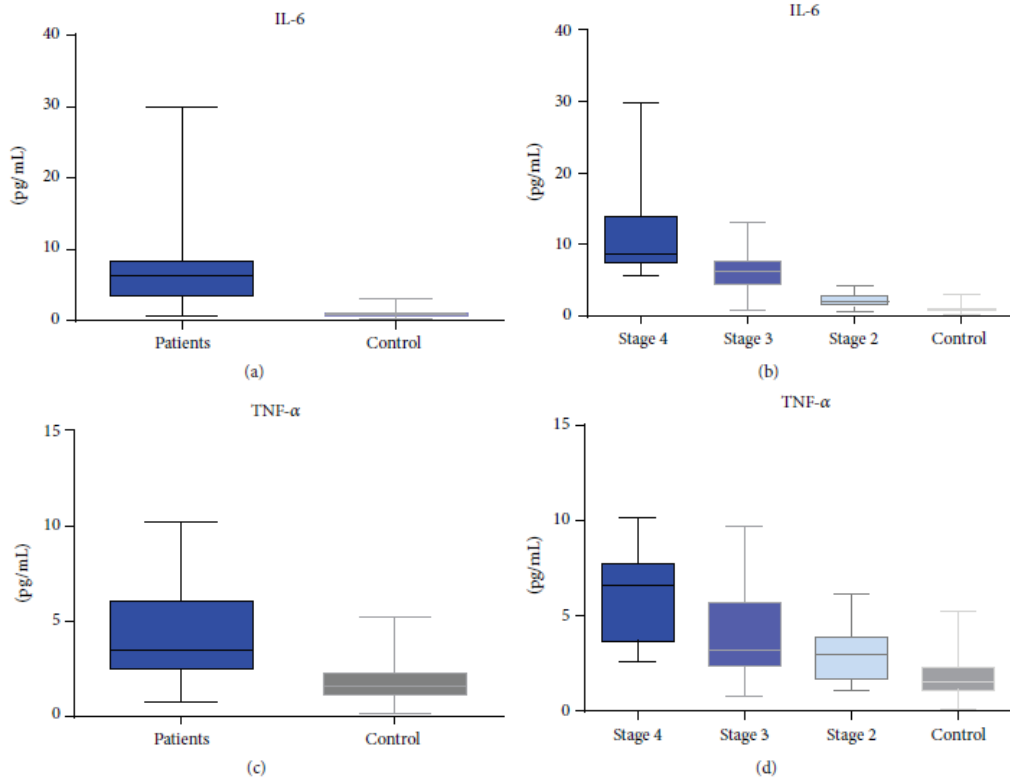 IL-6
40
30
20
10
0
(pg/mL)
Patients Control
(a)
IL-6
40
30
20
10
0
(pg/mL)
Stage 4 Stage 3 Stage 2 Control
(b)
TNF-α
15
10
5
0
(pg/mL)
Patients Control
(c)
TNF-α
15
10
5
0
(pg/mL)
Stage 4 Stage 3 Stage 2 Control
(d)